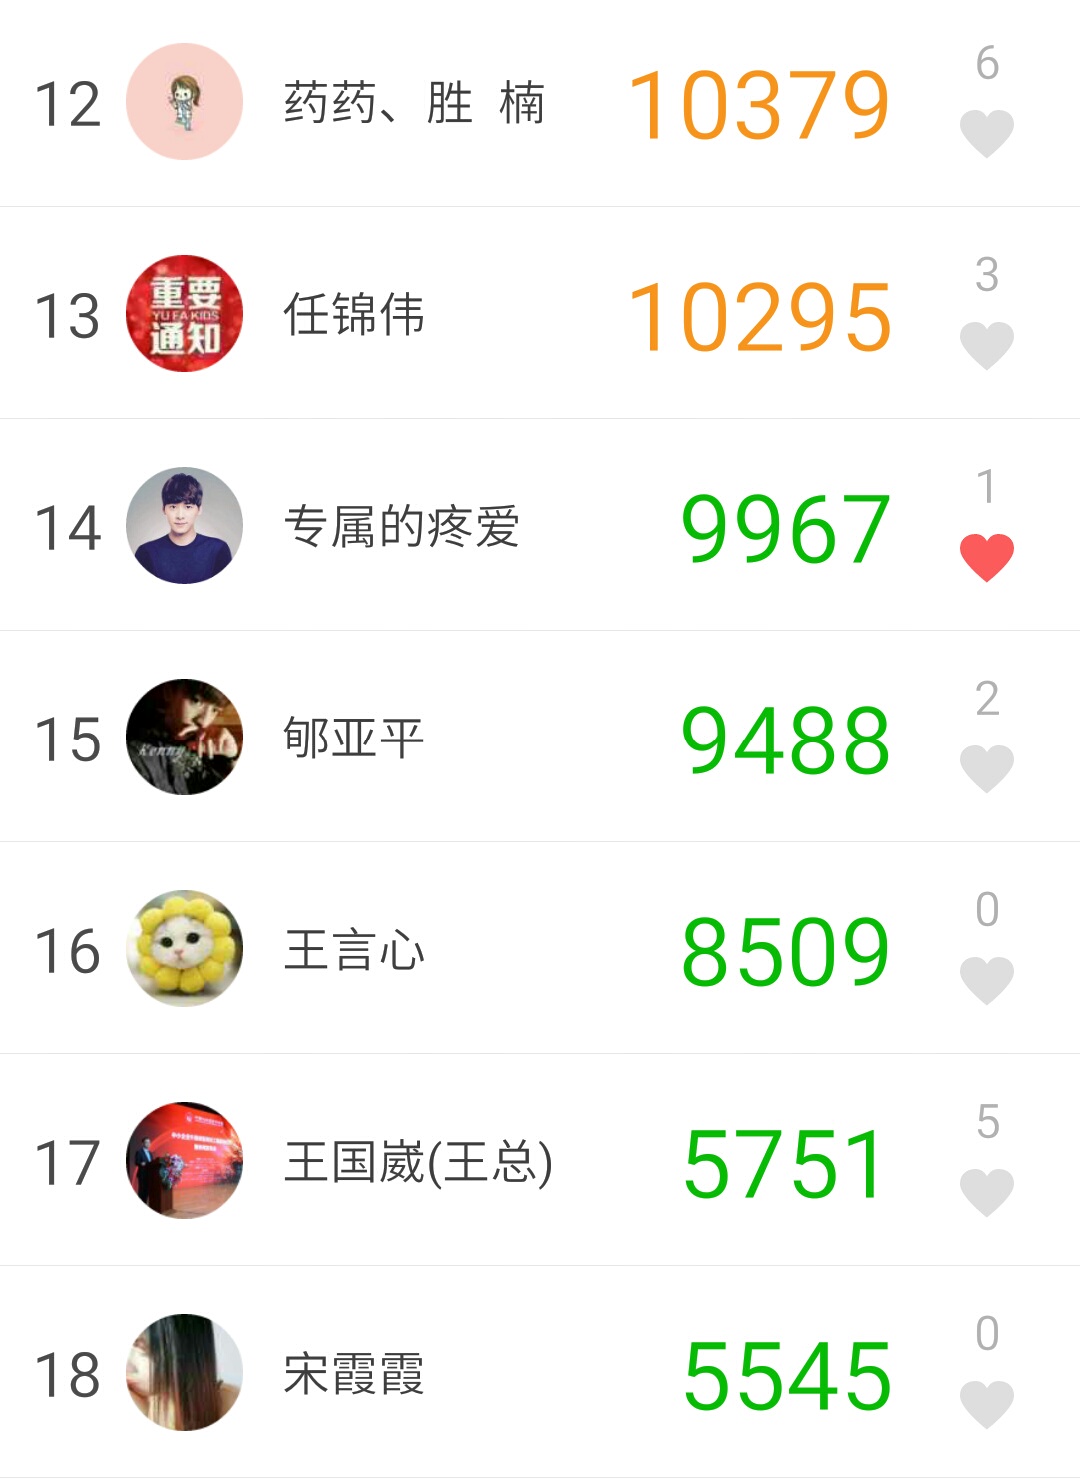 12 药药、胜 楠 10379 6
重要
YU FA KIDS
通知
13 任锦伟 10295 3
14 专属的疼爱 9967 1
Kenny
15 郇亚平 9488 2
16 王言心 8509 0
17 王国崴(王总) 5751 5
18 宋霞霞 5545 0